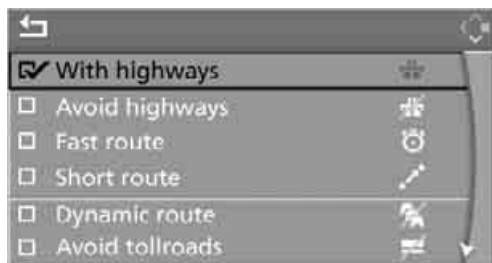 With highways
Avoid highways
Fast route
Short route
Dynamic route
Avoid tollroads